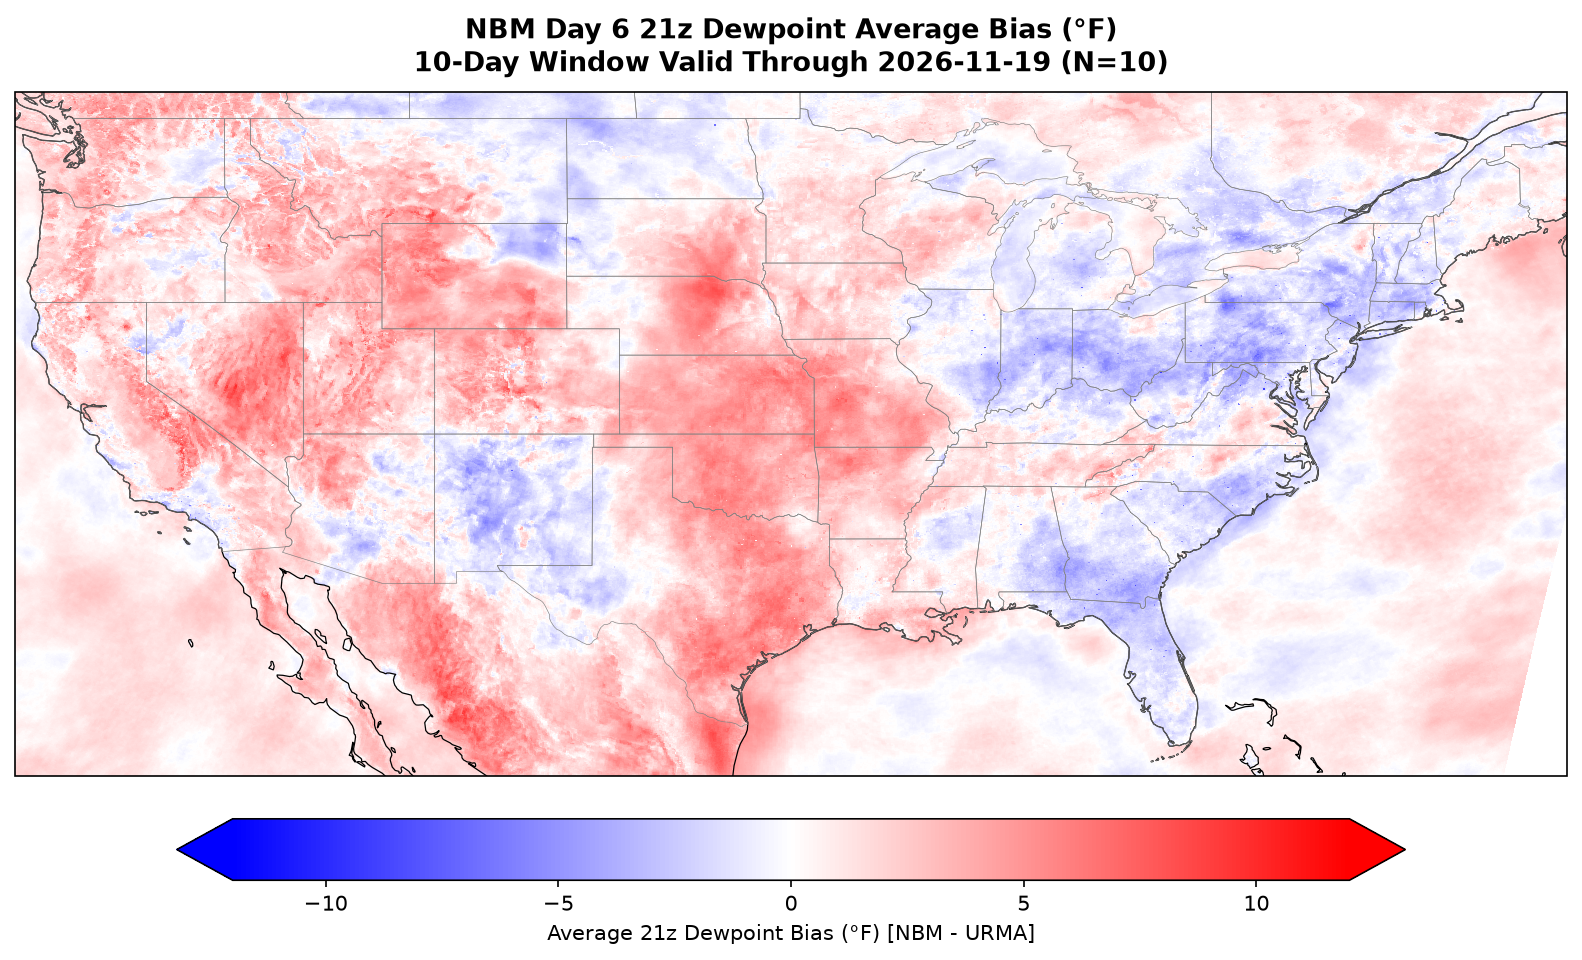 NBM Day 6 21z Dewpoint Average Bias (°F)
10-Day Window Valid Through 2026-11-19 (N=10)
−10 −5 0 5 10
Average 21z Dewpoint Bias (°F) [NBM - URMA]